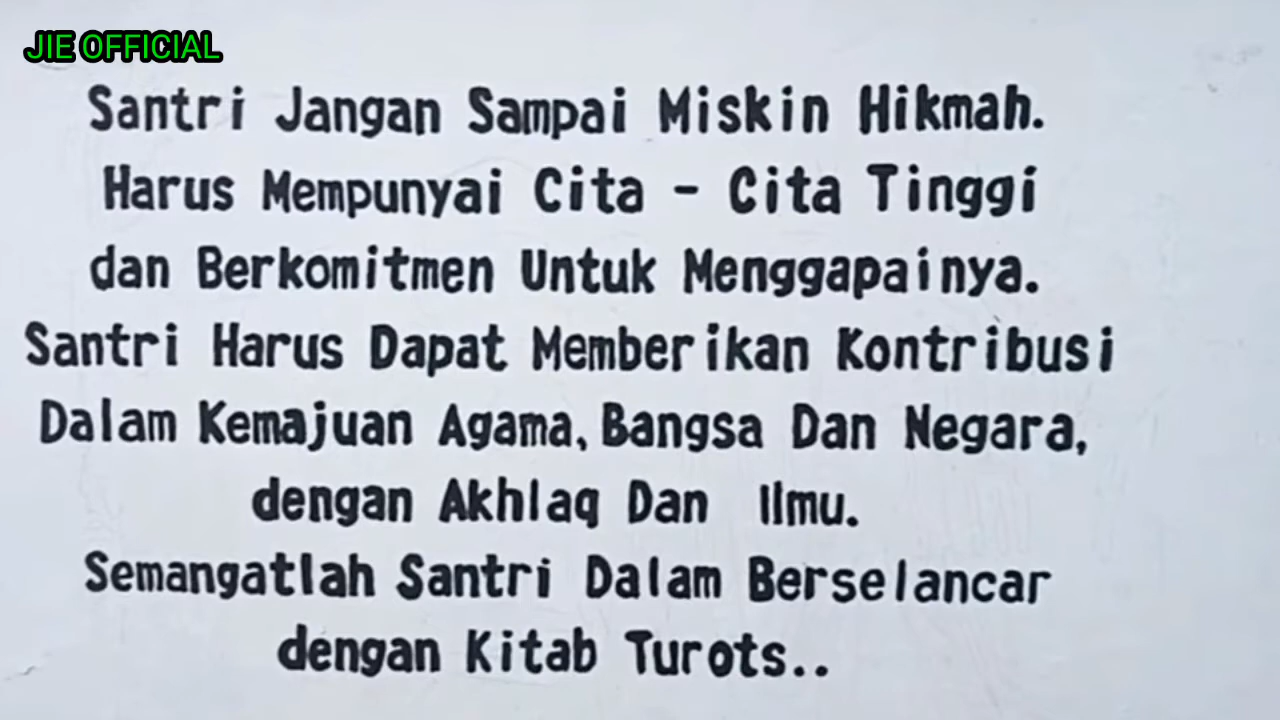 JIE OFFICIAL
Santri Jangan Sampai Miskin Hikmah.
Harus Mempunyai Cita - Cita Tinggi
dan Berkomitmen Untuk Menggapainya.
Santri Harus Dapat Memberikan Kontribusi
Dalam Kemajuan Agama, Bangsa Dan Negara,
dengan Akhlaq Dan Ilmu.
Semangatlah Santri Dalam Berselancar
dengan Kitab Turots..